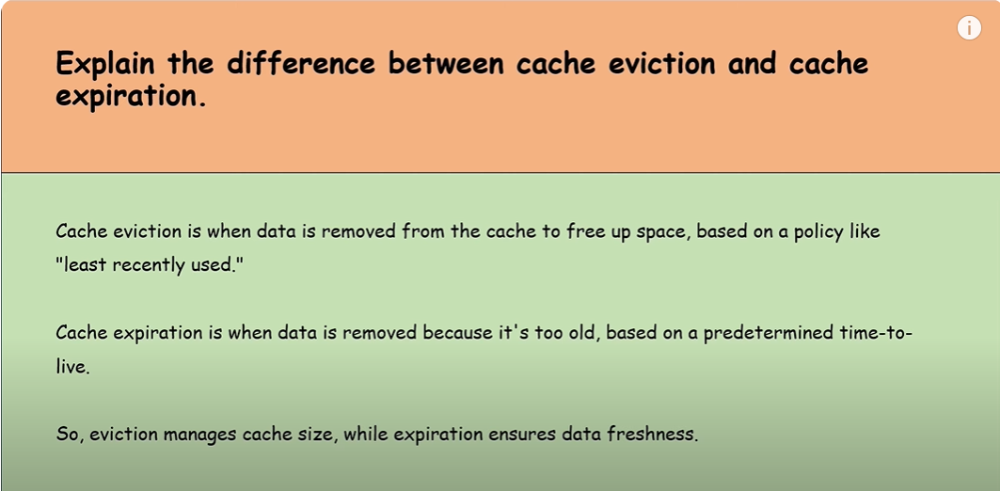 Explain the difference between cache eviction and cache
expiration.
Cache eviction is when data is removed from the cache to free up space, based on a policy like
"least recently used."
Cache expiration is when data is removed because it's too old, based on a predetermined time-to-
live.
So, eviction manages cache size, while expiration ensures data freshness.